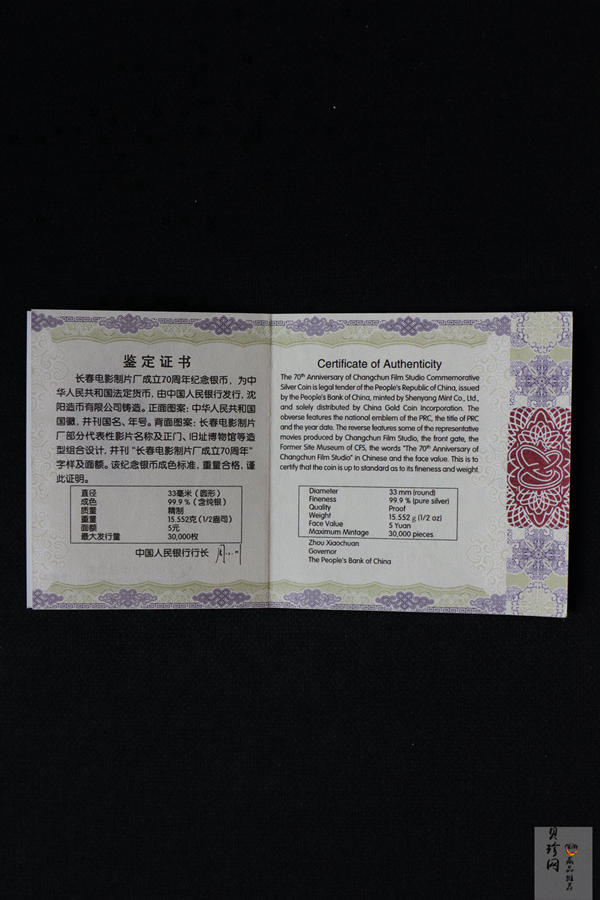 鉴定证书
长春电影制片厂成立70周年纪念银币，为中
华人民共和国法定货币，由中国人民银行发行，沈
阳造币有限公司铸造。正面图案：中华人民共和国
国徽，并刊国名、年号。背面图案：长春电影制片
厂部分代表性影片名称及正门、旧址博物馆等造
型组合设计，并刊“长春电影制片厂成立70周年”
字样及面额。该纪念银币成色标准，重量合格，谨
此证明。
直径 33毫米（圆形）
成色 99.9％（含纯银）
质量 精制
重量 15.552克（1/2盎司）
面额 5元
最大发行量 30,000枚
中国人民银行行长
Certificate of Authenticity
The 70th Anniversary of Changchun Film Studio Commemorative
Silver Coin is legal tender of the People's Republic of China, issued
by the People's Bank of China, minted by Shenyang Mint Co., Ltd.,
and solely distributed by China Gold Coin Incorporation. The
obverse features the national emblem of the PRC, the title of PRC
and the year date. The reverse features some of the representative
movies produced by Changchun Film Studio, the front gate, the
Former Site Museum of CFS, the words "The 70th Anniversary of
Changchun Film Studio" in Chinese and the face value. This is to
certify that the coin is up to standard as to its fineness and weight.
Diameter 33 mm (round)
Fineness 99.9 % (pure silver)
Quality Proof
Weight 15.552 g (1/2 oz)
Face Value 5 Yuan
Maximum Mintage 30,000 pieces
Zhou Xiaochuan
Governor
The People's Bank of China
贝珍网
藏品推荐